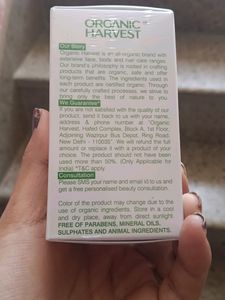 ORGANIC
HARVEST
Our Story
Organic Harvest is an all-organic brand with
extensive face, body and hair care ranges.
Our brand's philosophy is rooted in crafting
products that are organic, safe and offer
long-term benefits. The ingredients used in
each product are certified organic. Through
our carefully crafted processes, we strive to
bring only the best of nature to you.
We Guarantee*
If you are not satisfied with the quality of our
product, send it back to us with your name,
address & phone number at "Organic
Harvest, Hafed Complex, Block A, 1st Floor,
Adjoining Wazirpur Bus Depot, Ring Road,
New Delhi - 110035". We will refund the full
amount or replace it with a product of your
choice. The product should not have been
used more than 50%. (Only Applicable for
India) *T&C apply
Consultation
Please SMS your name and email id to us and
get a free personalised beauty consultation.
Color of the product may change due to the
use of organic ingredients. Store in a cool
and dry place, away from direct sunlight.
FREE OF PARABENS, MINERAL OILS,
SULPHATES AND ANIMAL INGREDIENTS.